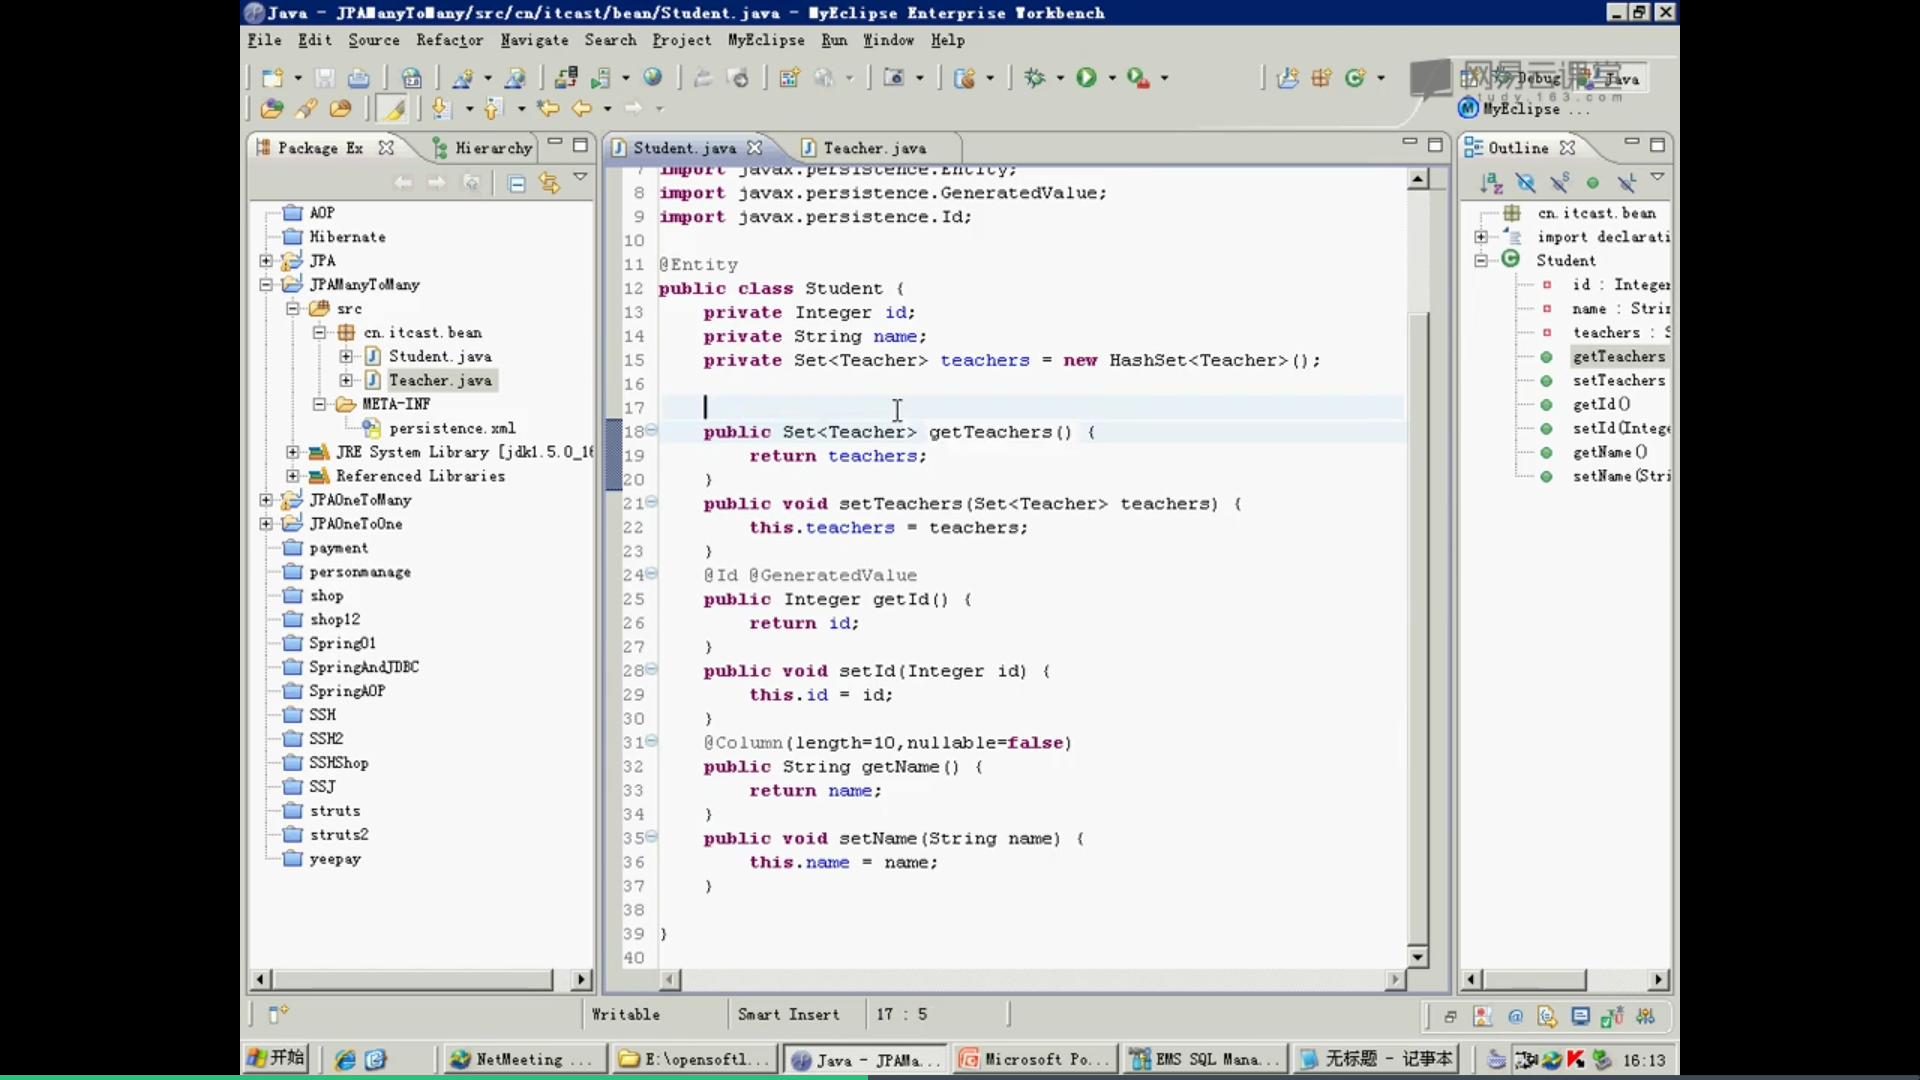 Java - JPAManyToMany/src/cn/itcast/bean/Student.java - MyEclipse Enterprise Workbench
File Edit Source Refactor Navigate Search Project MyEclipse Run Window Help
网易云课堂
study.163.com
Debug
Java
MyEclipse ...
Package Ex
Hierarchy
AOP
Hibernate
JPA
JPAManyToMany
src
cn.itcast.bean
Student.java
Teacher.java
META-INF
persistence.xml
JRE System Library [jdk1.5.0_16
Referenced Libraries
JPAOneToMany
JPAOneToOne
payment
personmanage
shop
shop12
Spring01
SpringAndJDBC
SpringAOP
SSH
SSH2
SSHShop
SSJ
struts
struts2
yeepay
Student.java
Teacher.java
7 import javax.persistence.Entity;
8 import javax.persistence.GeneratedValue;
9 import javax.persistence.Id;
10
11 @Entity
12 public class Student {
13 private Integer id;
14 private String name;
15 private Set<Teacher> teachers = new HashSet<Teacher>();
16
17
18 public Set<Teacher> getTeachers() {
19 return teachers;
20 }
21 public void setTeachers(Set<Teacher> teachers) {
22 this.teachers = teachers;
23 }
24 @Id @GeneratedValue
25 public Integer getId() {
26 return id;
27 }
28 public void setId(Integer id) {
29 this.id = id;
30 }
31 @Column(length=10,nullable=false)
32 public String getName() {
33 return name;
34 }
35 public void setName(String name) {
36 this.name = name;
37 }
38
39 }
40
Outline
cn.itcast.bean
import declarati
Student
id : Integer
name : Strin
teachers : S
getTeachers
setTeachers
getId()
setId(Intege
getName()
setName(Stri
Writable
Smart Insert
17 : 5
开始
NetMeeting ...
E:\opensoftl...
Java - JPAMa...
Microsoft Po...
EMS SQL Mana...
无标题 - 记事本
16:13